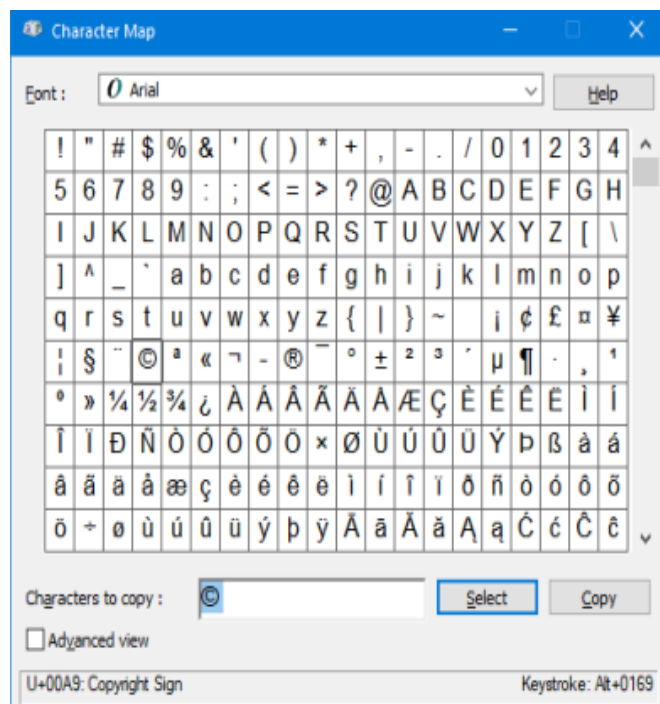 Character Map
Font : O Arial Help
! " # $ % & ' ( ) * + , - . / 0 1 2 3 4
5 6 7 8 9 : ; < = > ? @ A B C D E F G H
I J K L M N O P Q R S T U V W X Y Z [ \
] ^ _ ` a b c d e f g h i j k l m n o p
q r s t u v w x y z { | } ~ ¡ ¢ £ ¤ ¥
¦ § ¨ © ª « ¬ - ® ¯ ° ± ² ³ ´ µ ¶ · ¸ ¹
º » ¼ ½ ¾ ¿ À Á Â Ã Ä Å Æ Ç È É Ê Ë Ì Í
Î Ï Ð Ñ Ò Ó Ô Õ Ö × Ø Ù Ú Û Ü Ý Þ ß à á
â ã ä å æ ç è é ê ë ì í î ï ð ñ ò ó ô õ
ö ÷ ø ù ú û ü ý þ ÿ Ā ā Ă ă Ą ą Ć ć Ĉ ĉ
Characters to copy : © Select Copy
Advanced view
U+00A9: Copyright Sign Keystroke: Alt+0169